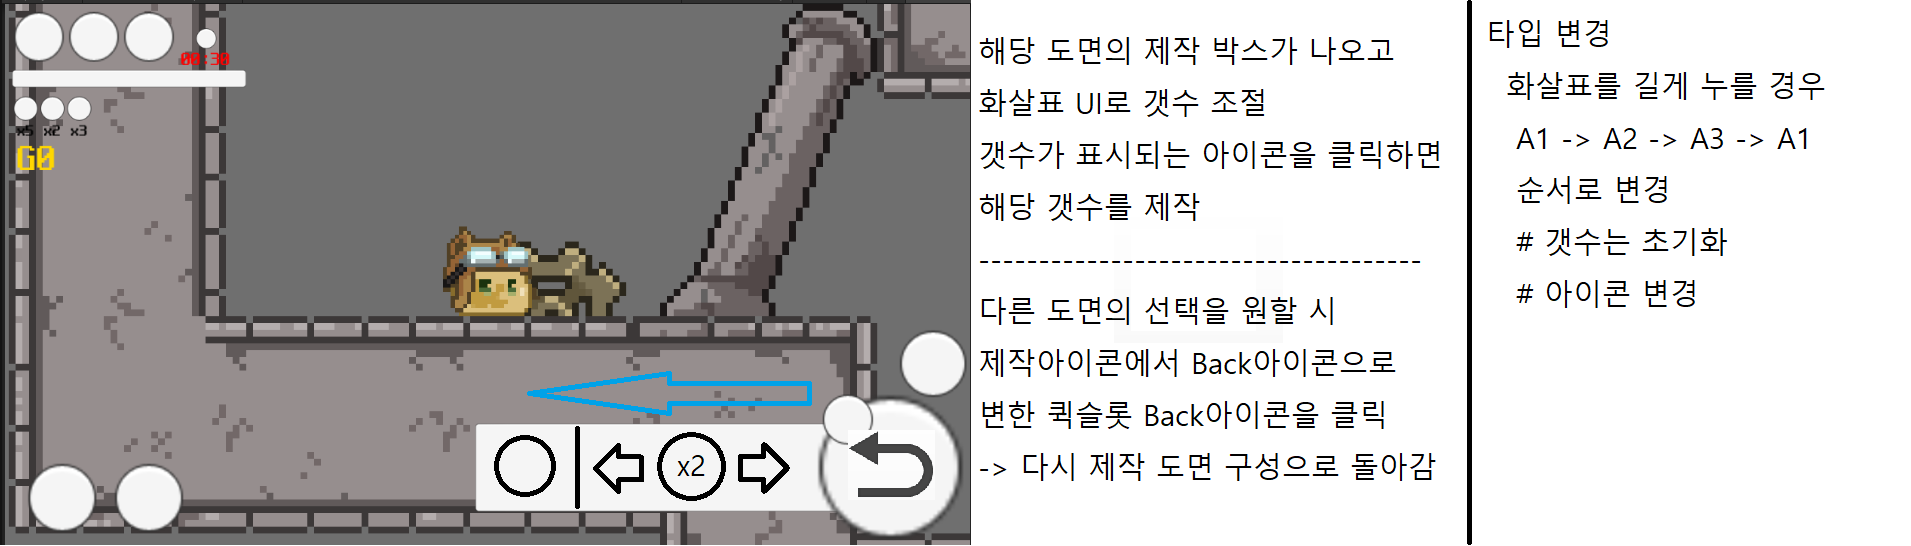 00:30
x5 x2 x3
G0
x2
해당 도면의 제작 박스가 나오고
화살표 UI로 갯수 조절
갯수가 표시되는 아이콘을 클릭하면
해당 갯수를 제작
-------------------------------------
다른 도면의 선택을 원할 시
제작아이콘에서 Back아이콘으로
변한 퀵슬롯 Back아이콘을 클릭
-> 다시 제작 도면 구성으로 돌아감
타입 변경
화살표를 길게 누를 경우
A1 -> A2 -> A3 -> A1
순서로 변경
# 갯수는 초기화
# 아이콘 변경